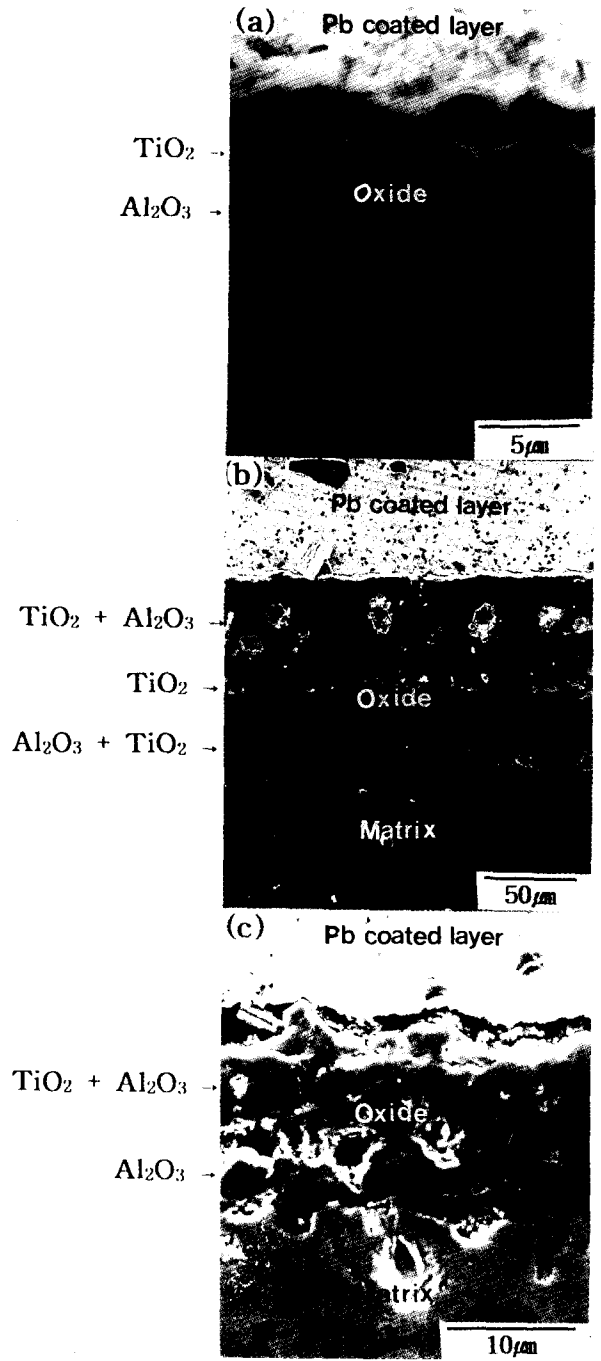 (a)
Pb coated layer
TiO₂ →
Oxide
Al₂O₃ →
5㎛
(b)
Pb coated layer
TiO₂ + Al₂O₃ →
TiO₂ →
Oxide
Al₂O₃ + TiO₂ →
Matrix
50㎛
(c)
Pb coated layer
TiO₂ + Al₂O₃ →
Oxide
Al₂O₃ →
Matrix
10㎛